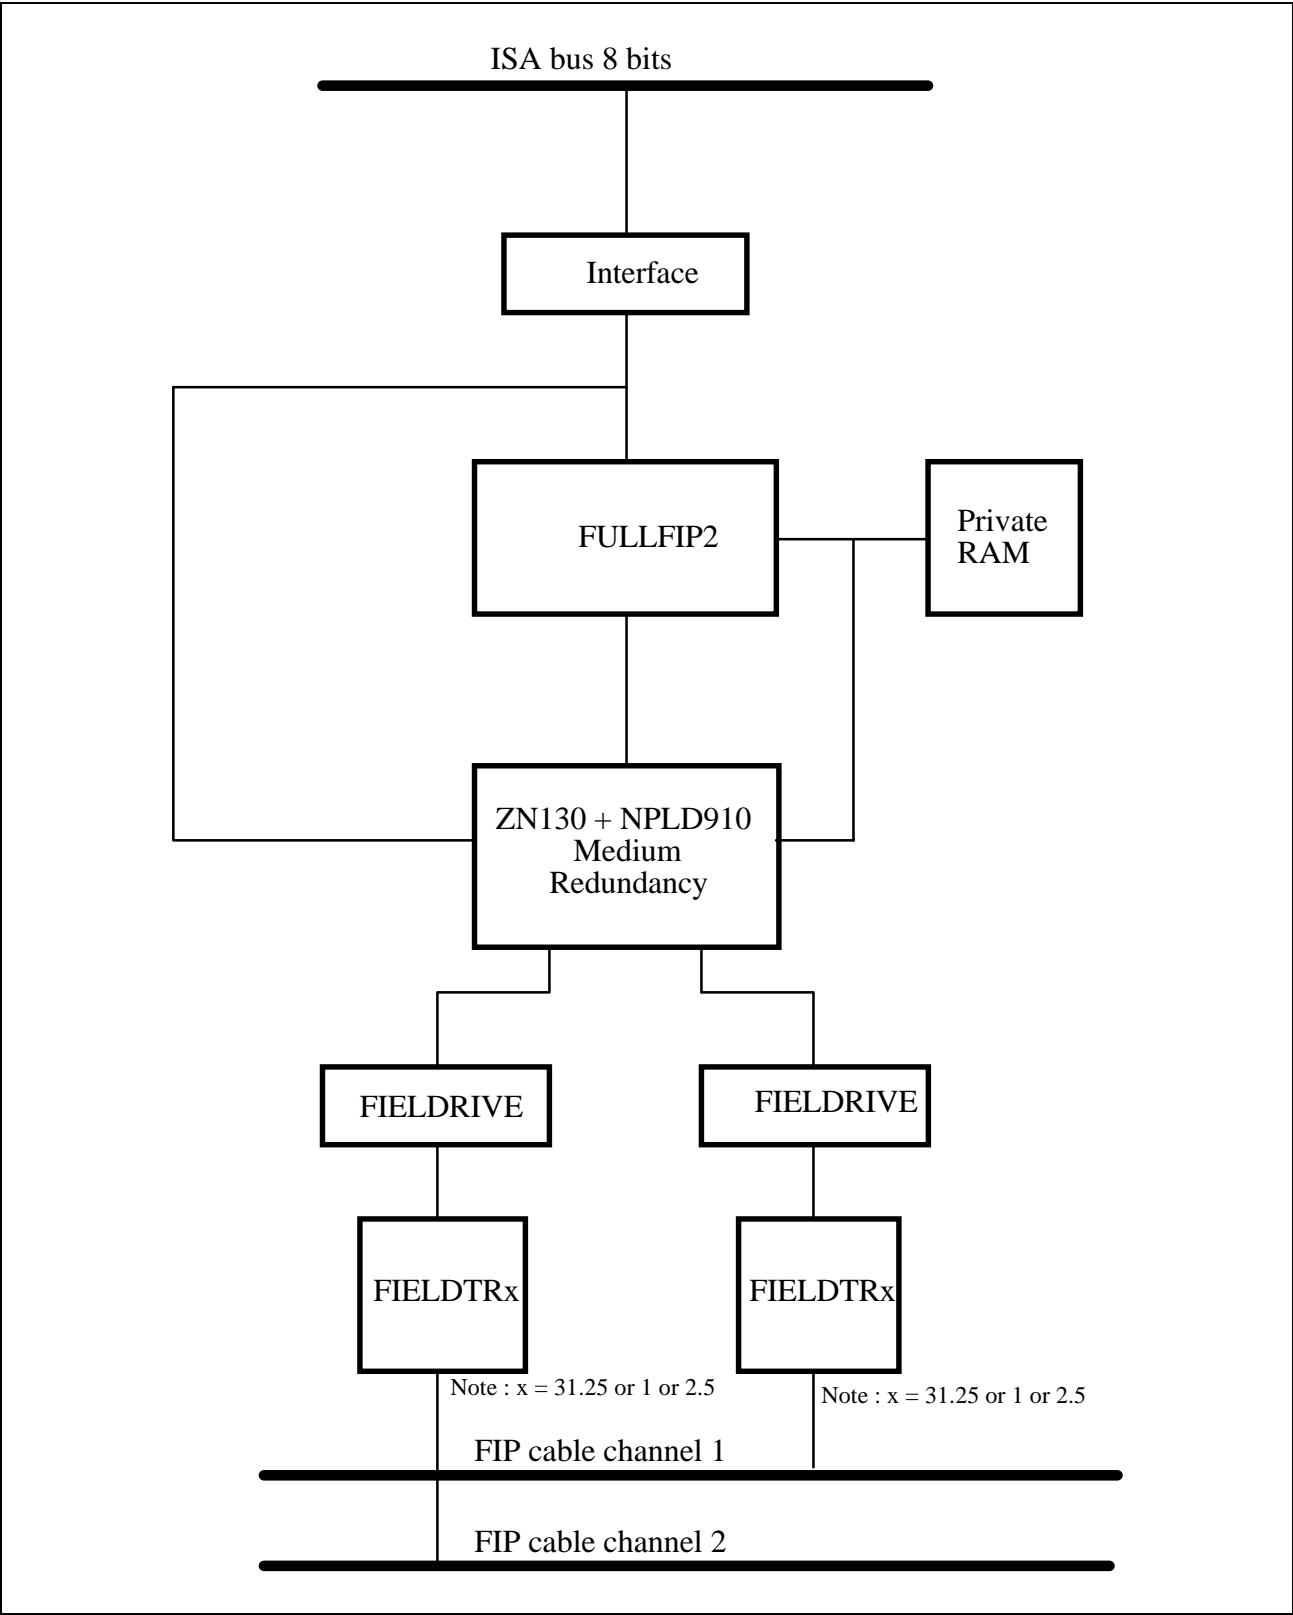 ISA bus 8 bits
Interface
FULLFIP2
Private
RAM
ZN130 + NPLD910
Medium
Redundancy
FIELDRIVE
FIELDRIVE
FIELDTRx
FIELDTRx
Note : x = 31.25 or 1 or 2.5
Note : x = 31.25 or 1 or 2.5
FIP cable channel 1
FIP cable channel 2